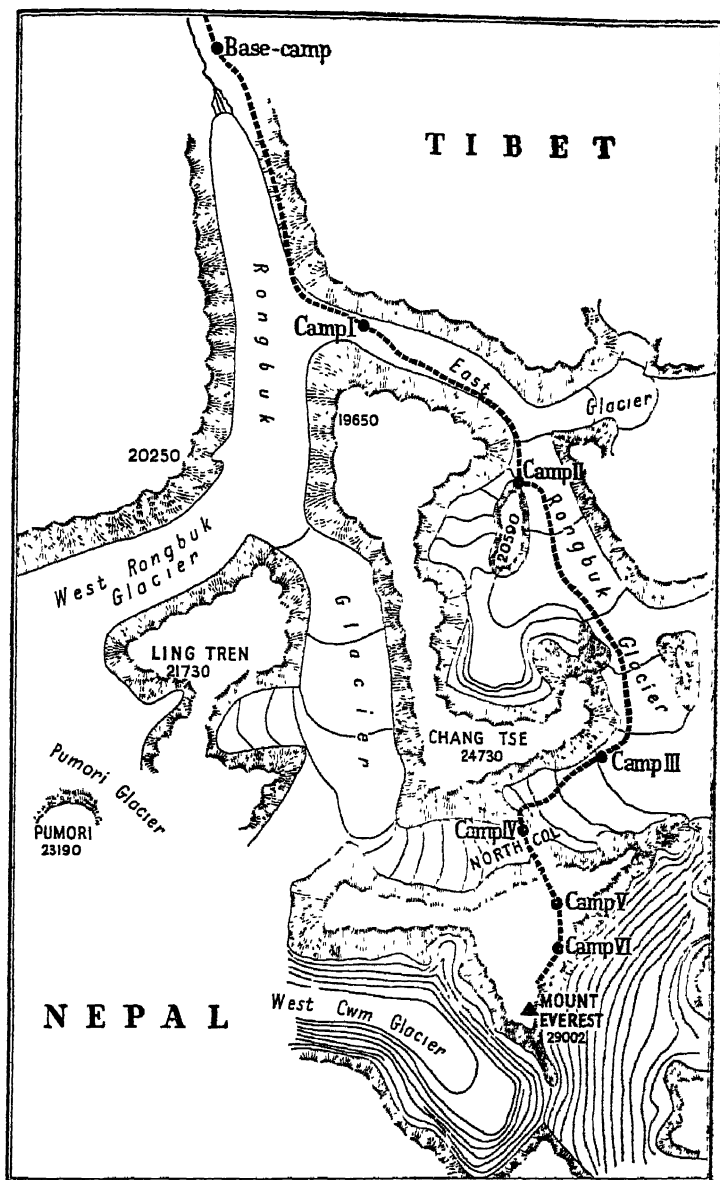 Base-camp
TIBET
Rongbuk
Camp I
East
Glacier
19650
20250
Camp II
Rongbuk
20590
West Rongbuk
Glacier
Glacier
Glacier
LING TREN
21730
CHANG TSE
24730
Camp III
Pumori Glacier
PUMORI
23190
Camp IV
NORTH COL
Camp V
Camp VI
MOUNT
EVEREST
29002
West Cwm Glacier
NEPAL